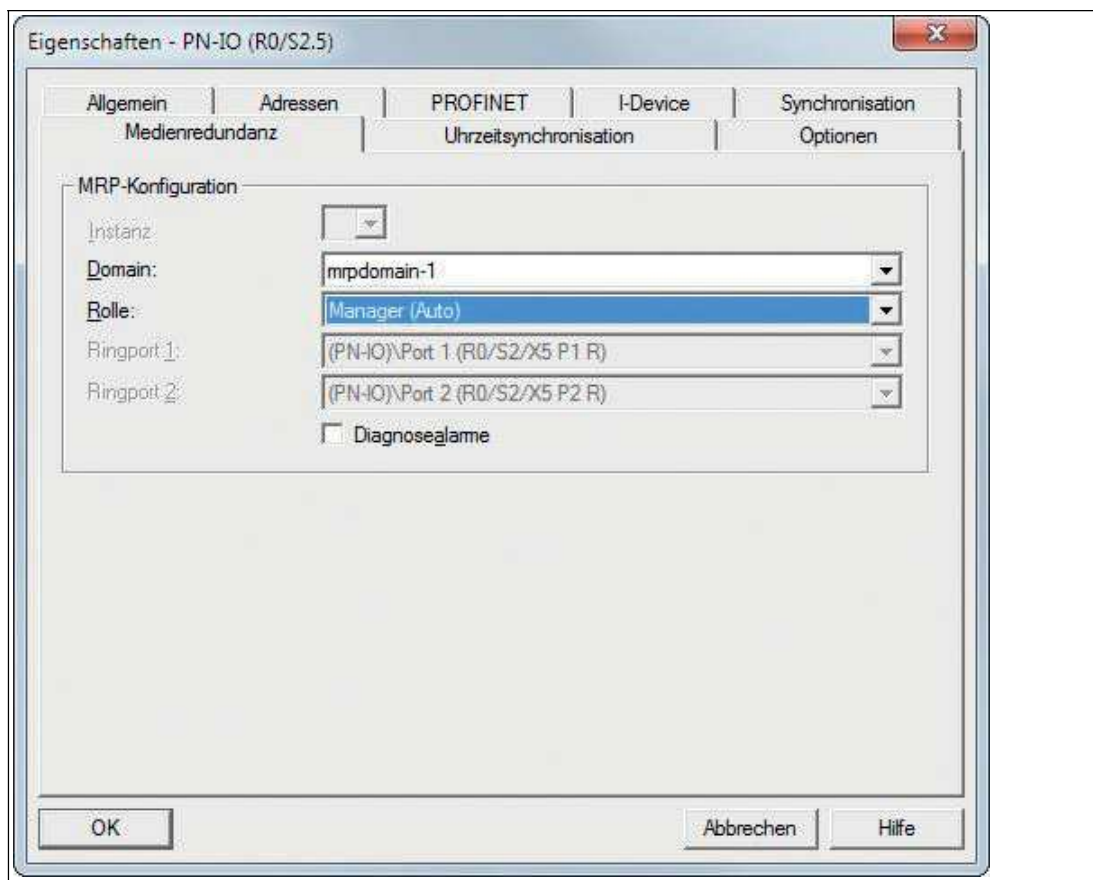 Eigenschaften - PN-IO (R0/S2.5)
Allgemein Adressen PROFINET I-Device Synchronisation
Medienredundanz Uhrzeitsynchronisation Optionen
MRP-Konfiguration
Instanz
Domain: mrpdomain-1
Rolle: Manager (Auto)
Ringport 1: (PN-IO)\Port 1 (R0/S2/X5 P1 R)
Ringport 2: (PN-IO)\Port 2 (R0/S2/X5 P2 R)
Diagnosealarme
OK Abbrechen Hilfe